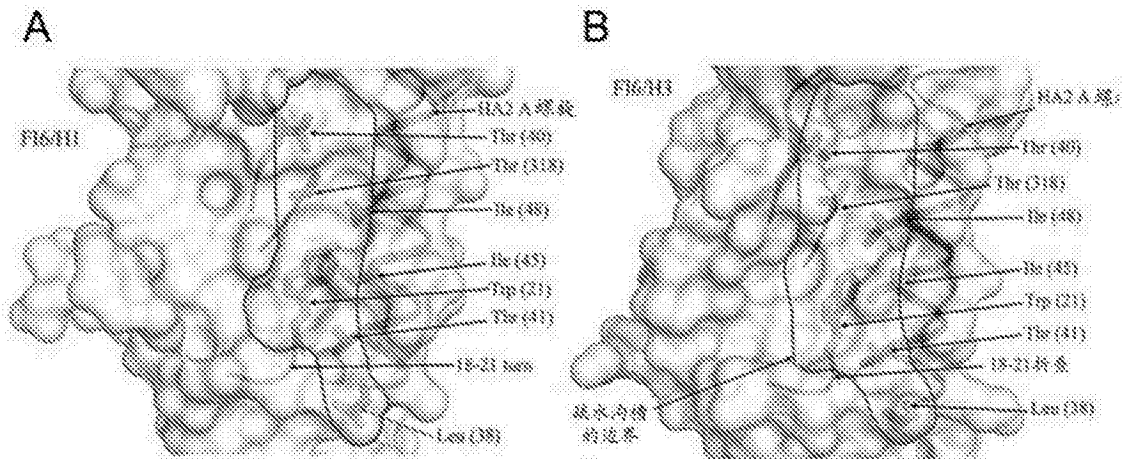 A
FI6/H1
HA2 A 螺旋
Thr (40)
Thr (318)
Ile (48)
Ile (45)
Trp (21)
Thr (41)
18-21 turn
Leu (38)
B
FI6/H3
HA2 A 螺
Thr (40)
Thr (318)
Ile (48)
Ile (45)
Trp (21)
Thr (41)
18-21折叠
Leu (38)
疏水沟槽
的边界